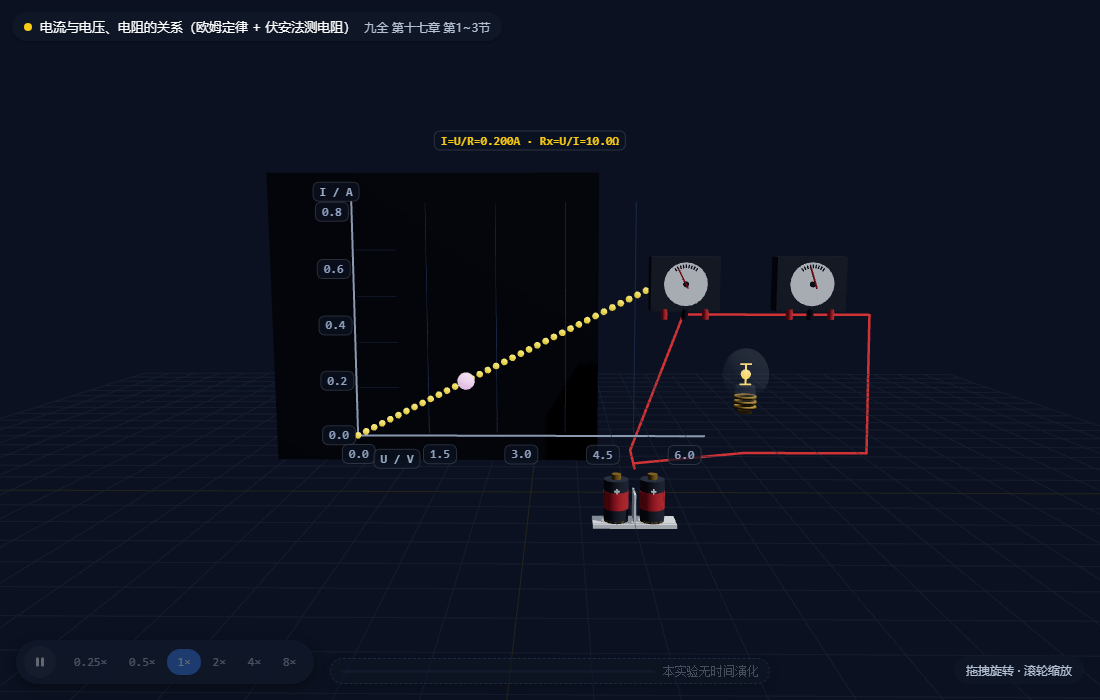 电流与电压、电阻的关系（欧姆定律 + 伏安法测电阻） 九全 第十七章 第1~3节
I=U/R=0.200A · Rx=U/I=10.0Ω
I / A
0.8
0.6
0.4
0.2
0.0
0.0 U / V 1.5 3.0 4.5 6.0
0.25× 0.5× 1× 2× 4× 8× 本实验无时间演化 拖拽旋转 · 滚轮缩放